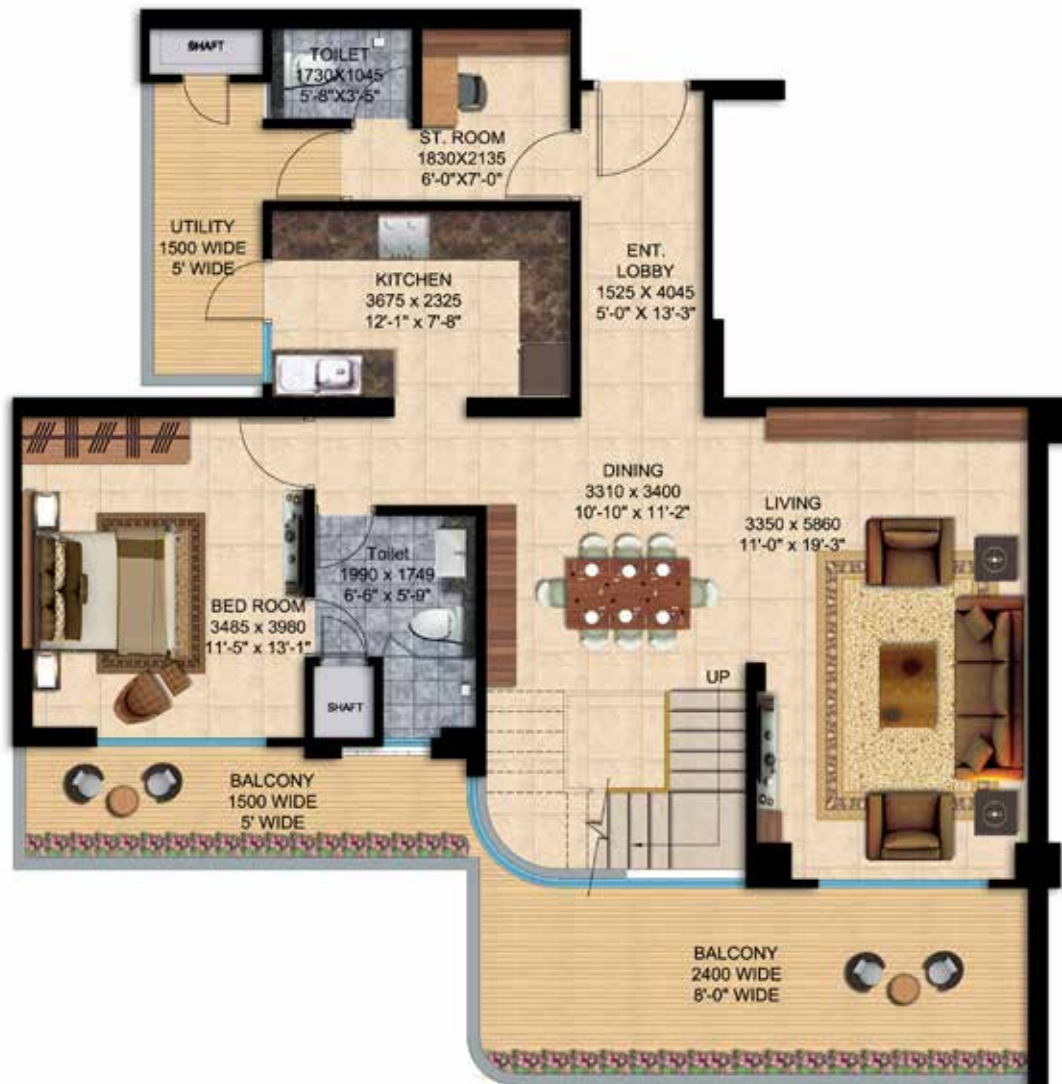 SHAFT
TOILET
1730X1045
5'-8"X3'-5"
ST. ROOM
1830X2135
6'-0"X7'-0"
UTILITY
1500 WIDE
5' WIDE
KITCHEN
3675 x 2325
12'-1" x 7'-8"
ENT.
LOBBY
1525 X 4045
5'-0" X 13'-3"
DINING
3310 x 3400
10'-10" x 11'-2"
LIVING
3350 x 5860
11'-0" x 19'-3"
Toilet
1990 x 1749
6'-6" x 5'-9"
BED ROOM
3485 x 3980
11'-5" x 13'-1"
UP
SHAFT
BALCONY
1500 WIDE
5' WIDE
BALCONY
2400 WIDE
8'-0" WIDE